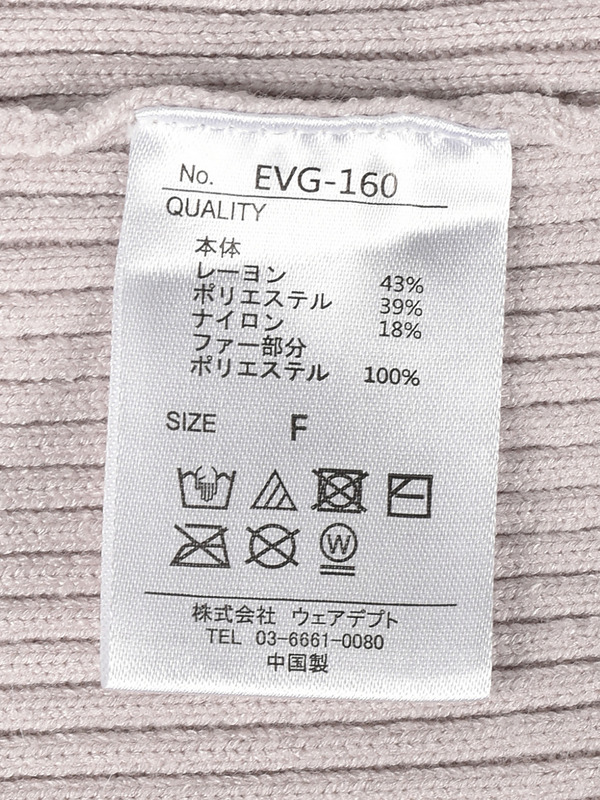 No. EVG-160
QUALITY
本体
レーヨン 43%
ポリエステル 39%
ナイロン 18%
ファー部分
ポリエステル 100%
SIZE F
W
株式会社 ウェアデプト
TEL 03-6661-0080
中国製